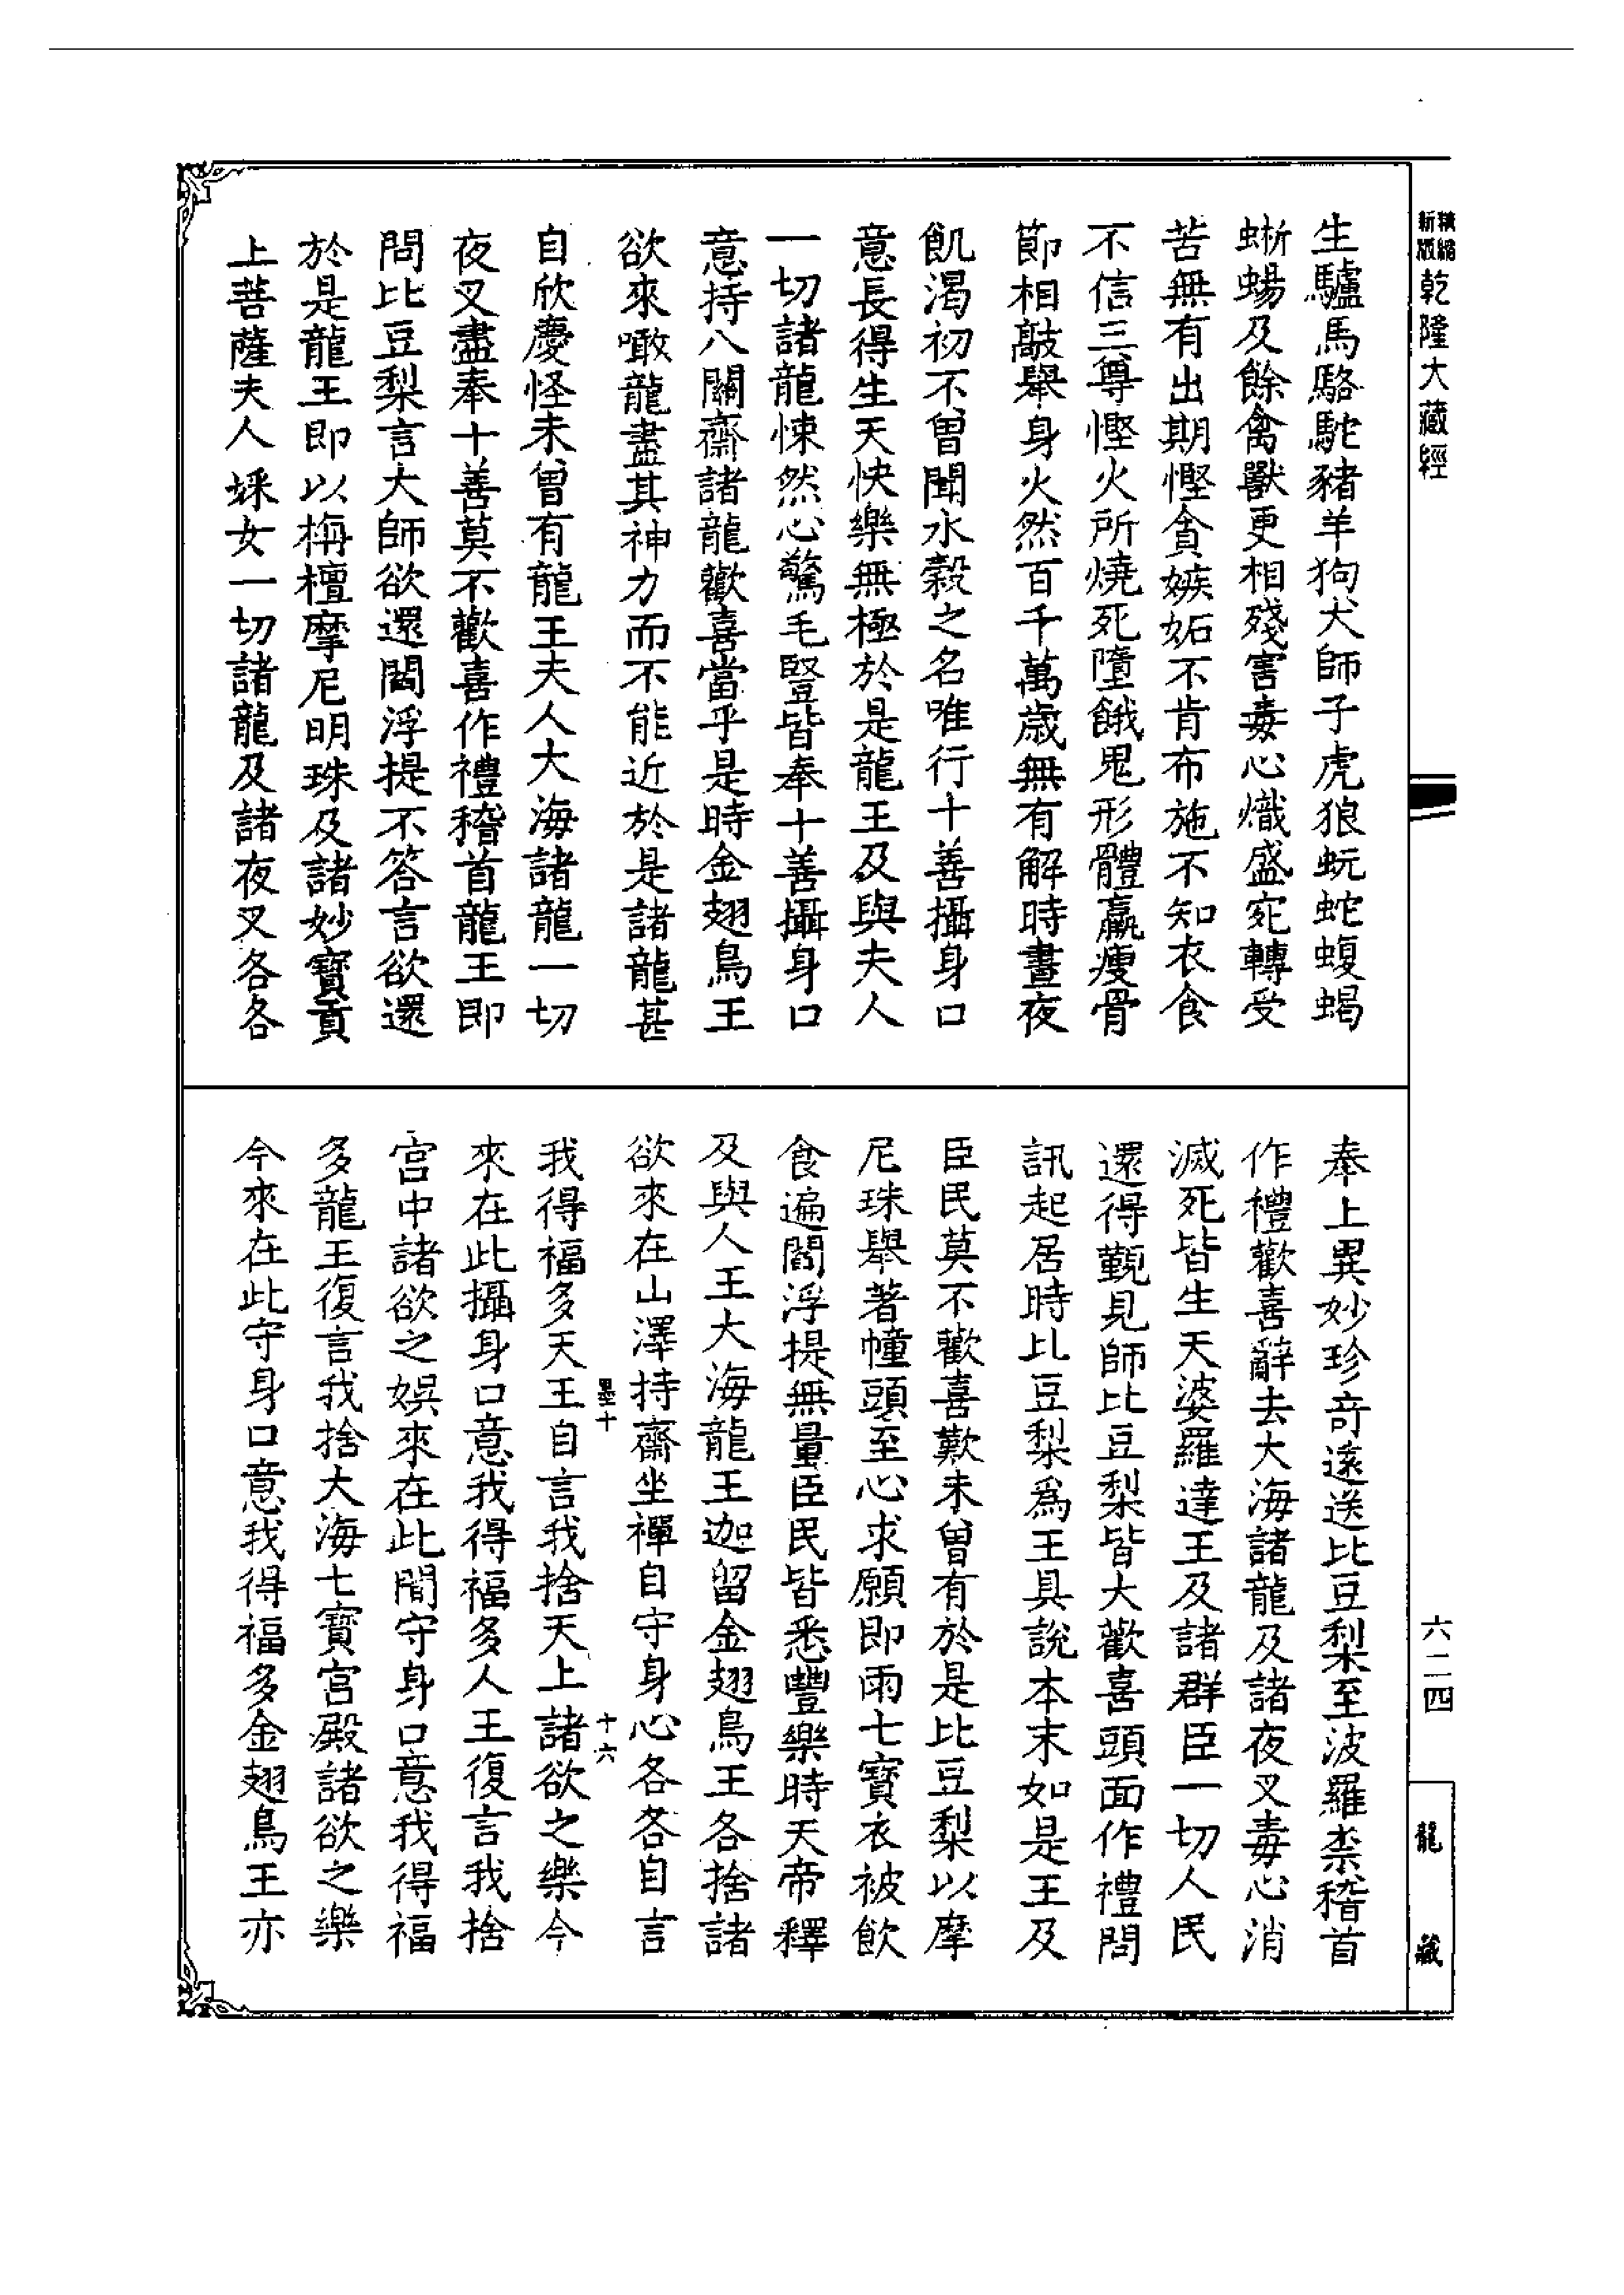 精縮
新版
乾隆大藏經
生驢馬駱駝豬羊狗犬師子虎狼蚖蛇蝮蝎
蜥蜴及餘禽獸更相殘害毒心熾盛宛轉受
苦無有出期慳貪嫉妬不肯布施不知衣食
不信三尊慳火所燒死墮餓鬼形體羸瘦骨
節相敲舉身火然百千萬歲無有解時晝夜
飢渴初不曾聞水穀之名唯行十善攝身口
意長得生天快樂無極於是龍王及與夫人
一切諸龍悚然心驚毛豎皆奉十善攝身口
意持八關齋諸龍歡喜當乎是時金翅鳥王
欲來噉龍盡其神力而不能近於是諸龍甚
自欣慶怪未曾有龍王夫人大海諸龍一切
夜叉盡奉十善莫不歡喜作禮稽首龍王即
問比豆梨言大師欲還閻浮提不答言欲還
於是龍王即以栴檀摩尼明珠及諸妙寶貢
上菩薩夫人婇女一切諸龍及諸夜叉各各
奉上異妙珍奇遠送比豆梨至波羅柰稽首
作禮歡喜辭去大海諸龍及諸夜叉毒心消
滅死皆生天婆羅達王及諸群臣一切人民
還得覲見師比豆梨皆大歡喜頭面作禮問
訊起居時比豆梨為王具說本末如是王及
臣民莫不歡喜歎未曾有於是比豆梨以摩
尼珠舉著幢頭至心求願即雨七寶衣被飲
食遍閻浮提無量臣民皆悉豐樂時天帝釋
及與人王大海龍王迦留金翅鳥王各捨諸
欲來在山澤持齋坐禪自守身心各各自言
墨十
十六
我得福多天王自言我捨天上諸欲之樂今
來在此攝身口意我得福多人王復言我捨
宮中諸欲之娛來在此間守身口意我得福
多龍王復言我捨大海七寶宮殿諸欲之樂
今來在此守身口意我得福多金翅鳥王亦
六二四
龍藏